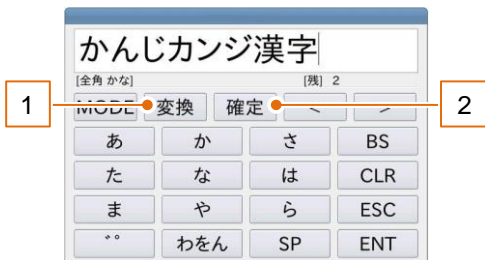 かんじカンジ漢字
[全角 かな] [残] 2
1 MODE 変換 確定 < > 2
あ か さ BS
た な は CLR
ま や ら ESC
゛゜ わをん SP ENT